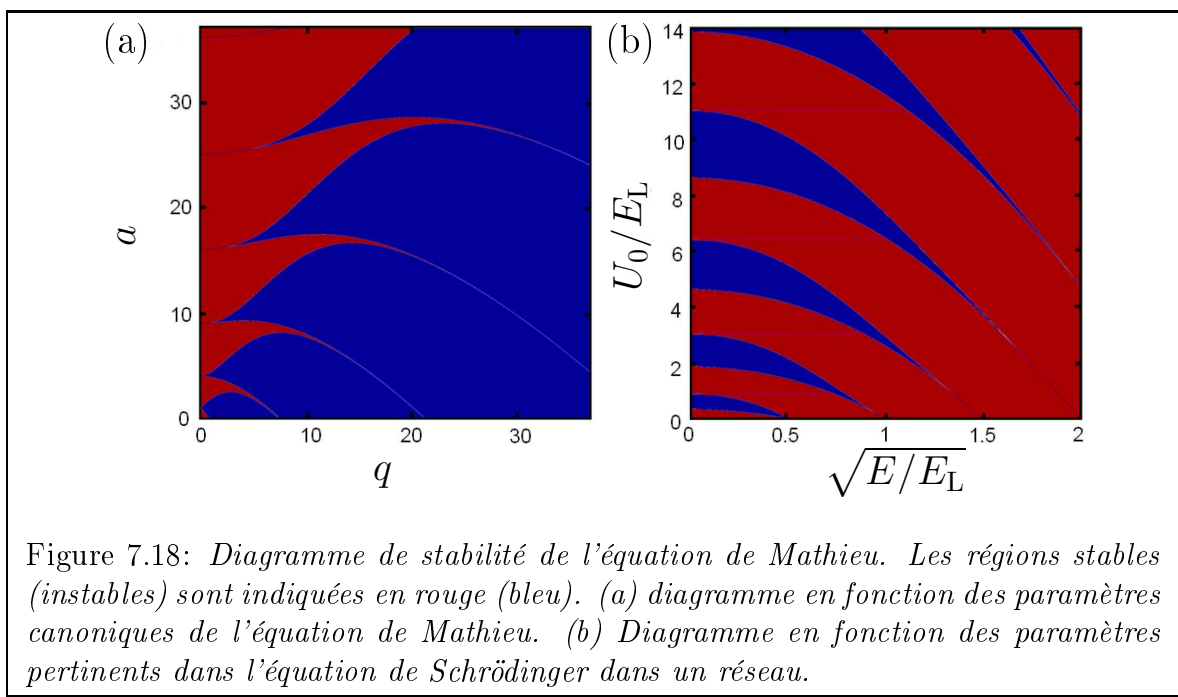 (a)
30
20
10
0
a
0 10 20 30
q
(b)
14
12
10
8
6
4
2
0
U₀/E_L
0 0.5 1 1.5 2
√E/E_L
Figure 7.18: Diagramme de stabilité de l'équation de Mathieu. Les régions stables
(instables) sont indiquées en rouge (bleu). (a) diagramme en fonction des paramètres
canoniques de l'équation de Mathieu. (b) Diagramme en fonction des paramètres
pertinents dans l'équation de Schrödinger dans un réseau.